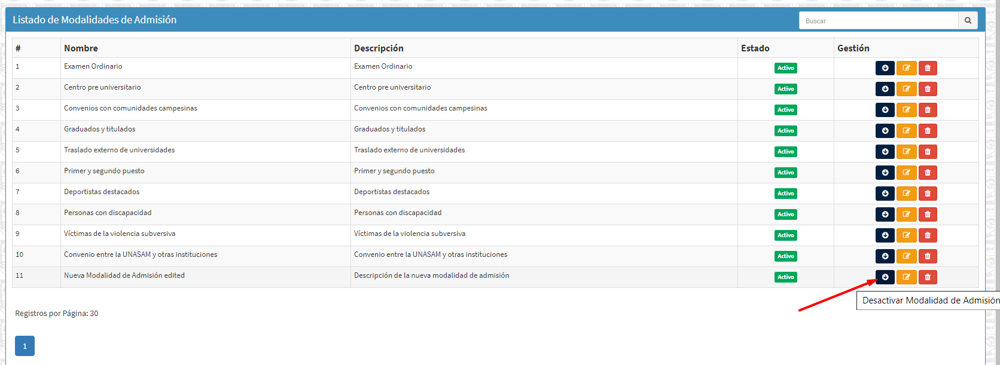 Listado de Modalidades de Admisión
Buscar
# Nombre Descripción Estado Gestión
1 Examen Ordinario Examen Ordinario Activo
2 Centro pre universitario Centro pre universitario Activo
3 Convenios con comunidades campesinas Convenios con comunidades campesinas Activo
4 Graduados y titulados Graduados y titulados Activo
5 Traslado externo de universidades Traslado externo de universidades Activo
6 Primer y segundo puesto Primer y segundo puesto Activo
7 Deportistas destacados Deportistas destacados Activo
8 Personas con discapacidad Personas con discapacidad Activo
9 Víctimas de la violencia subversiva Víctimas de la violencia subversiva Activo
10 Convenio entre la UNASAM y otras instituciones Convenio entre la UNASAM y otras instituciones Activo
11 Nueva Modalidad de Admisión edited Descripción de la nueva modalidad de admisión Activo
Desactivar Modalidad de Admisión
Registros por Página: 30
1